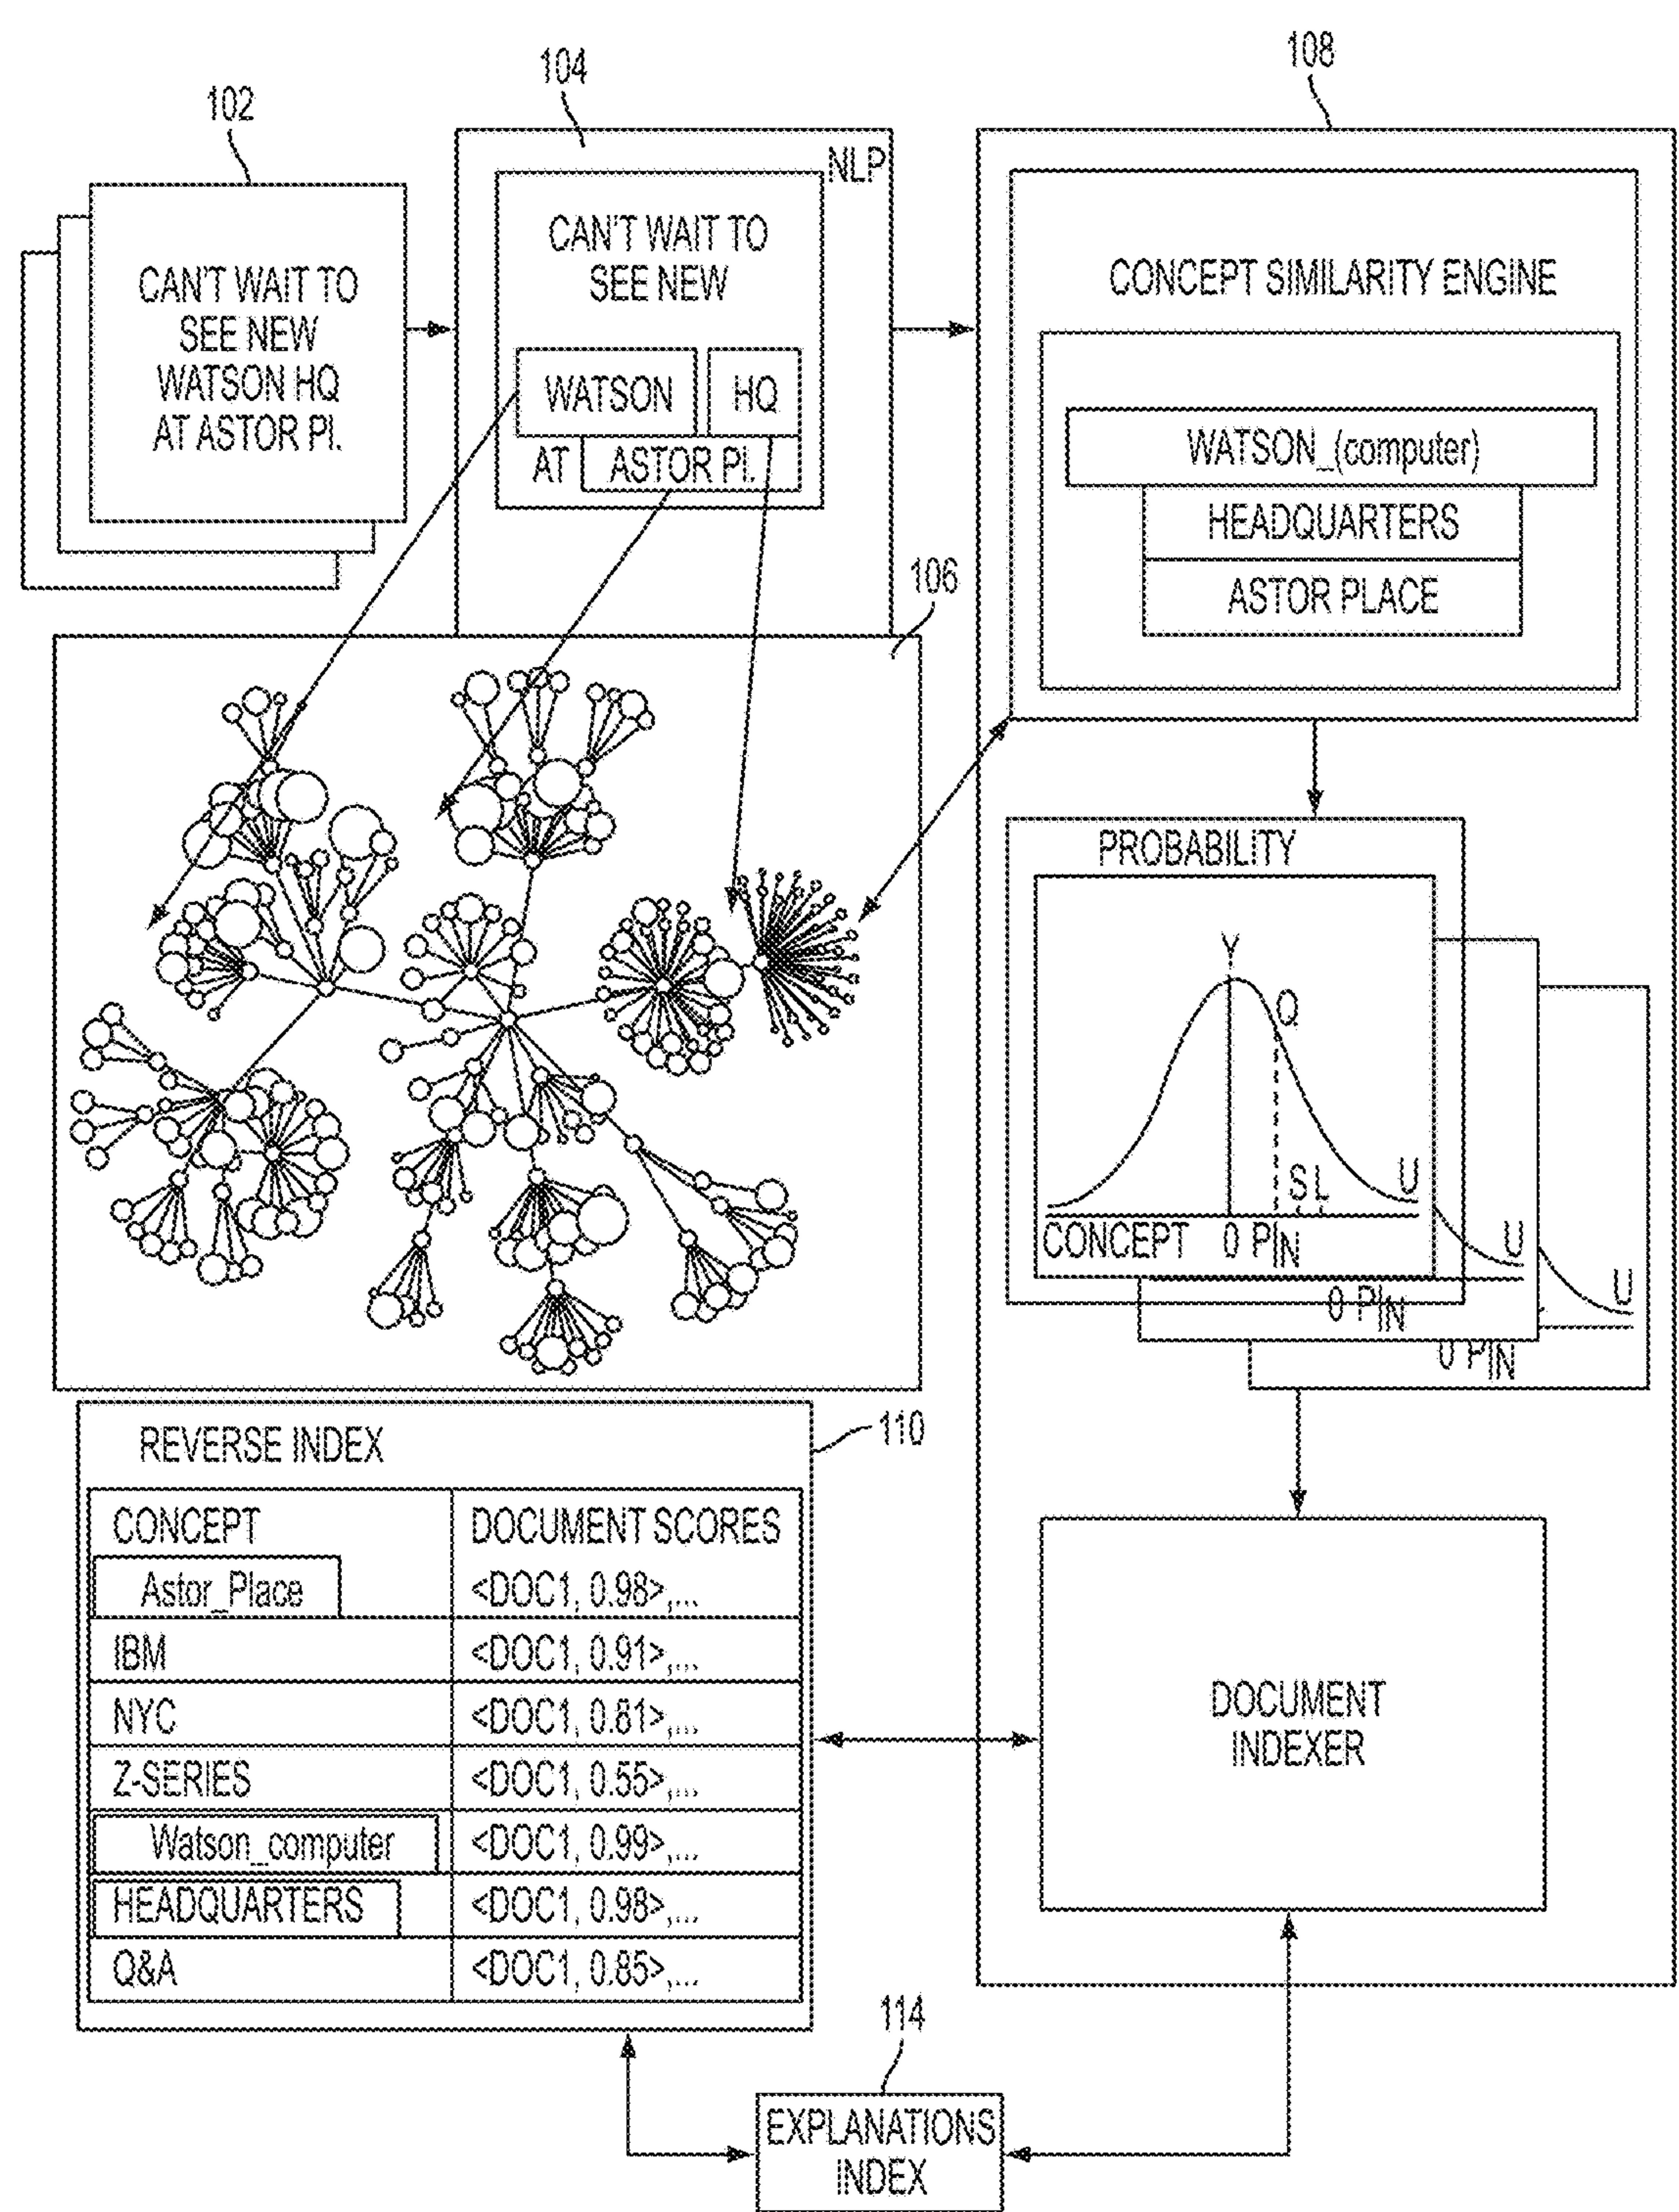 102
104
108
CAN'T WAIT TO
SEE NEW
WATSON HQ
AT ASTOR Pl.
NLP
CAN'T WAIT TO
SEE NEW
WATSON
HQ
AT ASTOR Pl.
CONCEPT SIMILARITY ENGINE
WATSON_(computer)
HEADQUARTERS
ASTOR PLACE
106
PROBABILITY
Y
Q
S L
U
CONCEPT 0 PIN
U
0 PIN
U
0 PIN
110
REVERSE INDEX
CONCEPT DOCUMENT SCORES
Astor_Place <DOC1, 0.98>,...
IBM <DOC1, 0.91>,...
NYC <DOC1, 0.81>,...
Z-SERIES <DOC1, 0.55>,...
Watson_computer <DOC1, 0.99>,...
HEADQUARTERS <DOC1, 0.98>,...
Q&A <DOC1, 0.85>,...
DOCUMENT
INDEXER
114
EXPLANATIONS
INDEX